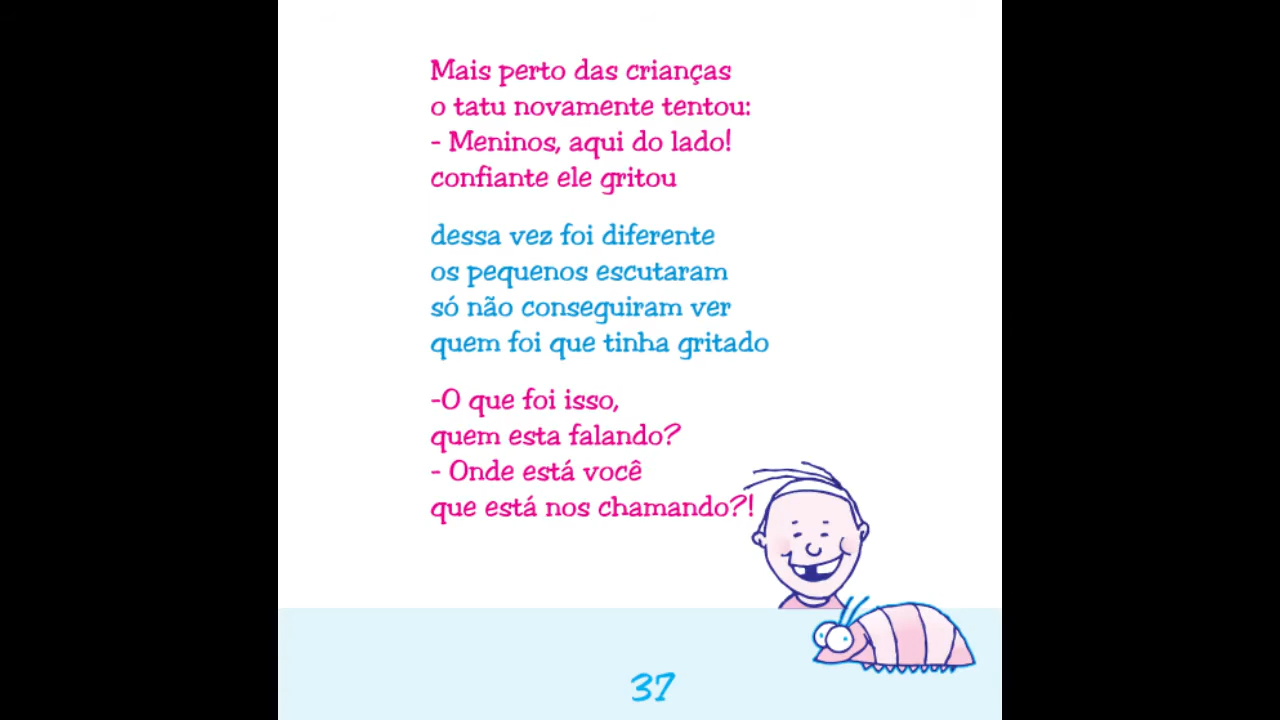 Mais perto das crianças
o tatu novamente tentou:
- Meninos, aqui do lado!
confiante ele gritou
dessa vez foi diferente
os pequenos escutaram
só não conseguiram ver
quem foi que tinha gritado
-O que foi isso,
quem esta falando?
- Onde está você
que está nos chamando?!
37